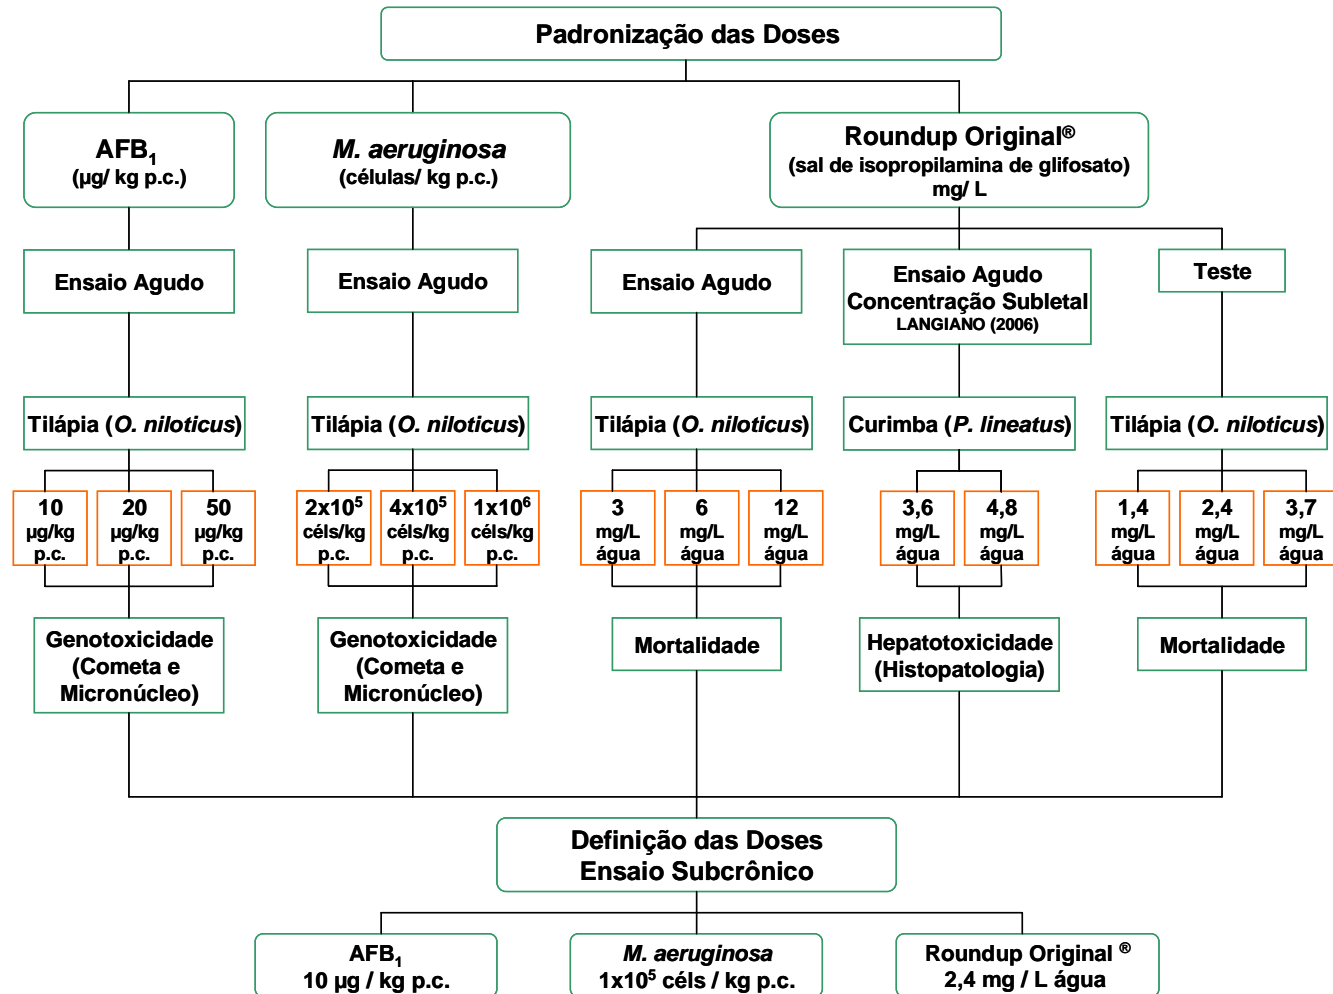 Padronização das Doses
AFB₁
(µg/ kg p.c.)
M. aeruginosa
(células/ kg p.c.)
Roundup Original®
(sal de isopropilamina de glifosato)
mg/ L
Ensaio Agudo
Ensaio Agudo
Ensaio Agudo
Ensaio Agudo
Concentração Subletal
LANGIANO (2006)
Teste
Tilápia (O. niloticus)
Tilápia (O. niloticus)
Tilápia (O. niloticus)
Curimba (P. lineatus)
Tilápia (O. niloticus)
10
µg/kg
p.c.
20
µg/kg
p.c.
50
µg/kg
p.c.
2x10⁵
céls/kg
p.c.
4x10⁵
céls/kg
p.c.
1x10⁶
céls/kg
p.c.
3
mg/L
água
6
mg/L
água
12
mg/L
água
3,6
mg/L
água
4,8
mg/L
água
1,4
mg/L
água
2,4
mg/L
água
3,7
mg/L
água
Genotoxicidade
(Cometa e
Micronúcleo)
Genotoxicidade
(Cometa e
Micronúcleo)
Mortalidade
Hepatotoxicidade
(Histopatologia)
Mortalidade
Definição das Doses
Ensaio Subcrônico
AFB₁
10 µg / kg p.c.
M. aeruginosa
1x10⁵ céls / kg p.c.
Roundup Original ®
2,4 mg / L água